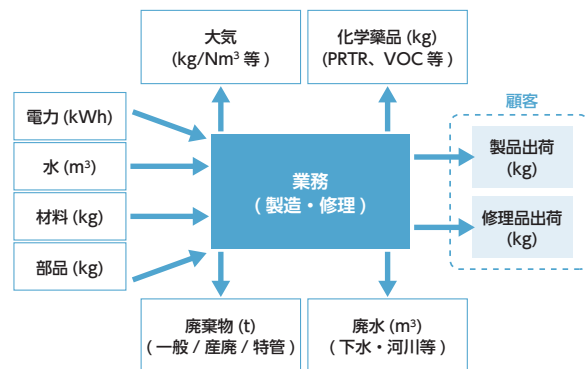 大気
(kg/Nm³ 等)
化学薬品 (kg)
(PRTR、VOC 等)
電力 (kWh)
水 (m³)
材料 (kg)
部品 (kg)
業務
( 製造・修理 )
顧客
製品出荷
(kg)
修理品出荷
(kg)
廃棄物 (t)
( 一般 / 産廃 / 特管 )
廃水 (m³)
( 下水・河川等 )